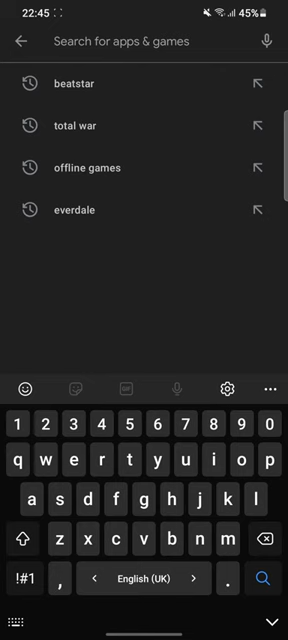 22:45 45%
Search for apps & games
beatstar
total war
offline games
everdale
GIF
1 2 3 4 5 6 7 8 9 0
q w e r t y u i o p
a s d f g h j k l
z x c v b n m
!#1 , < English (UK) > .